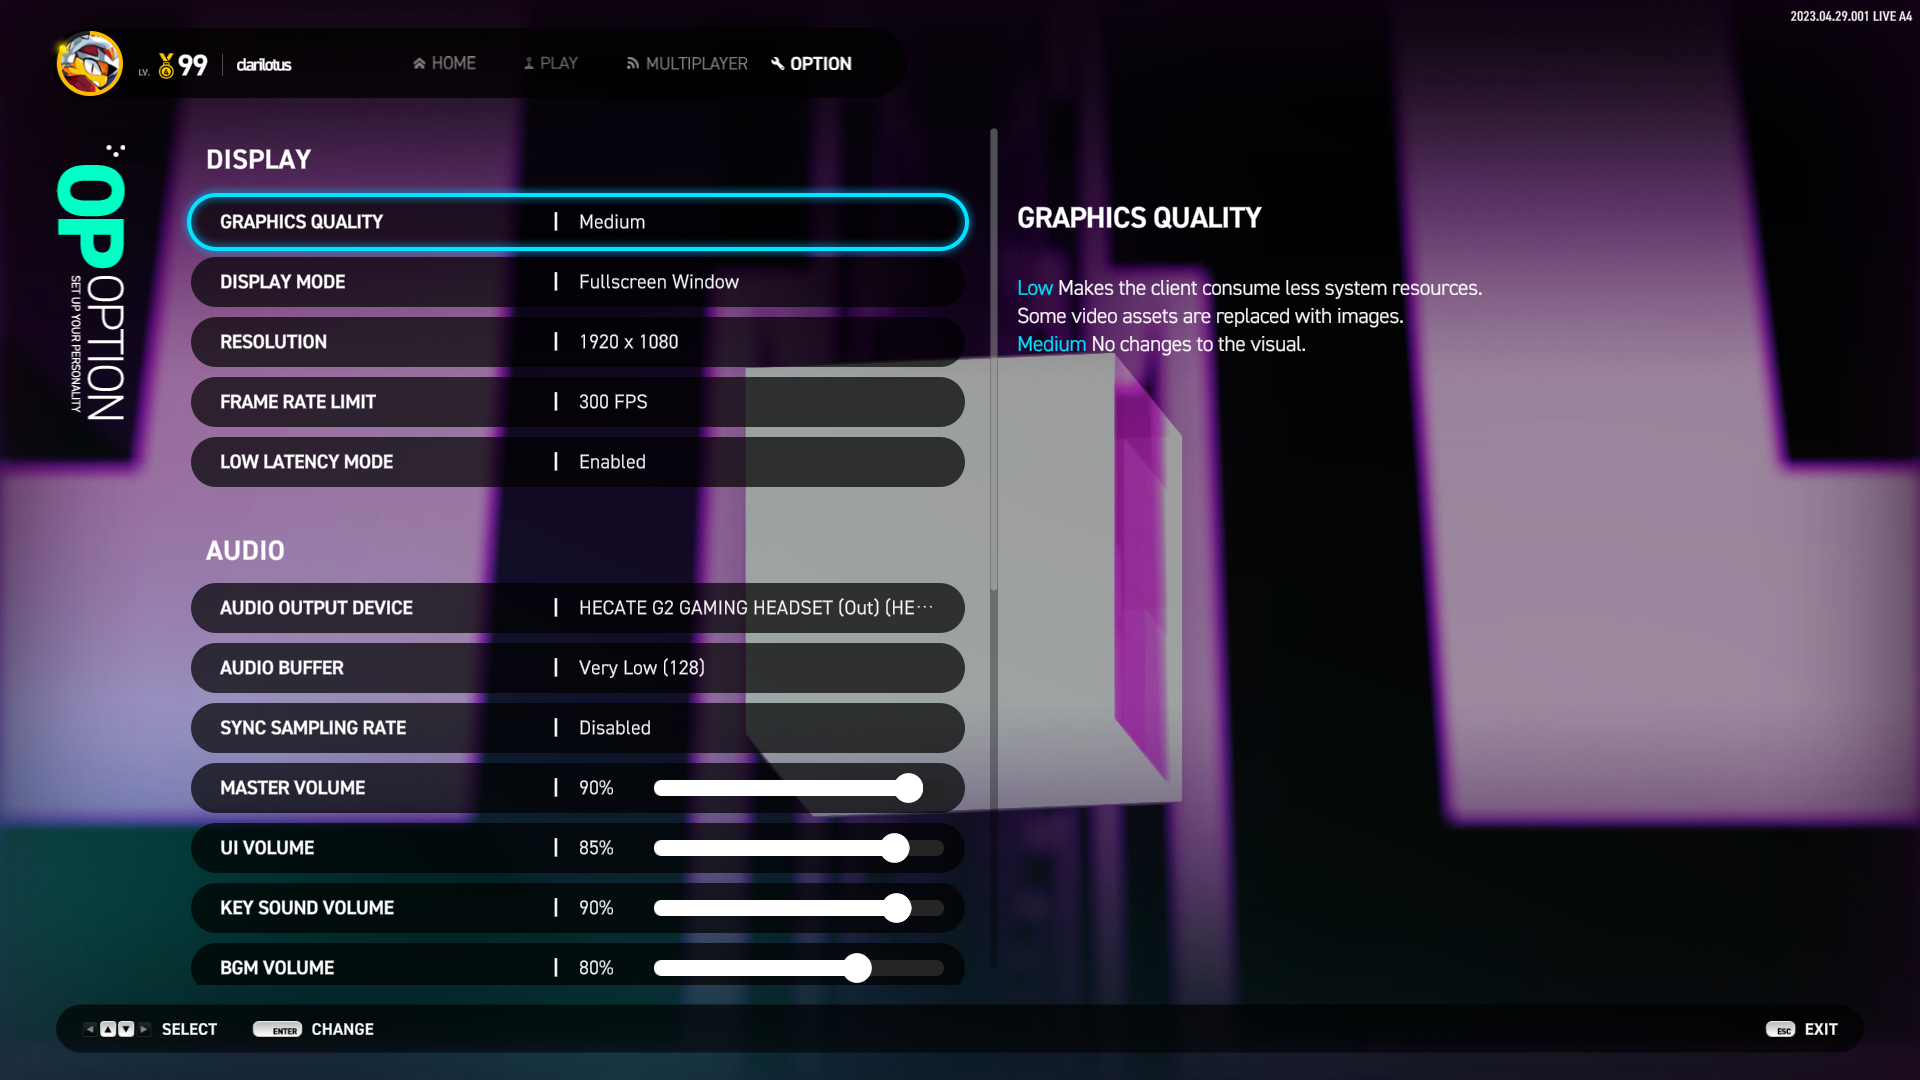 2023.04.29.001 LIVE A4
LV. 99 clarilotus
HOME PLAY MULTIPLAYER OPTION
OP
OPTION
SET UP YOUR PERSONALITY
DISPLAY
GRAPHICS QUALITY | Medium
DISPLAY MODE | Fullscreen Window
RESOLUTION | 1920 x 1080
FRAME RATE LIMIT | 300 FPS
LOW LATENCY MODE | Enabled
AUDIO
AUDIO OUTPUT DEVICE | HECATE G2 GAMING HEADSET (Out) (HE···
AUDIO BUFFER | Very Low (128)
SYNC SAMPLING RATE | Disabled
MASTER VOLUME | 90%
UI VOLUME | 85%
KEY SOUND VOLUME | 90%
BGM VOLUME | 80%
GRAPHICS QUALITY
Low Makes the client consume less system resources.
Some video assets are replaced with images.
Medium No changes to the visual.
SELECT ENTER CHANGE
ESC EXIT